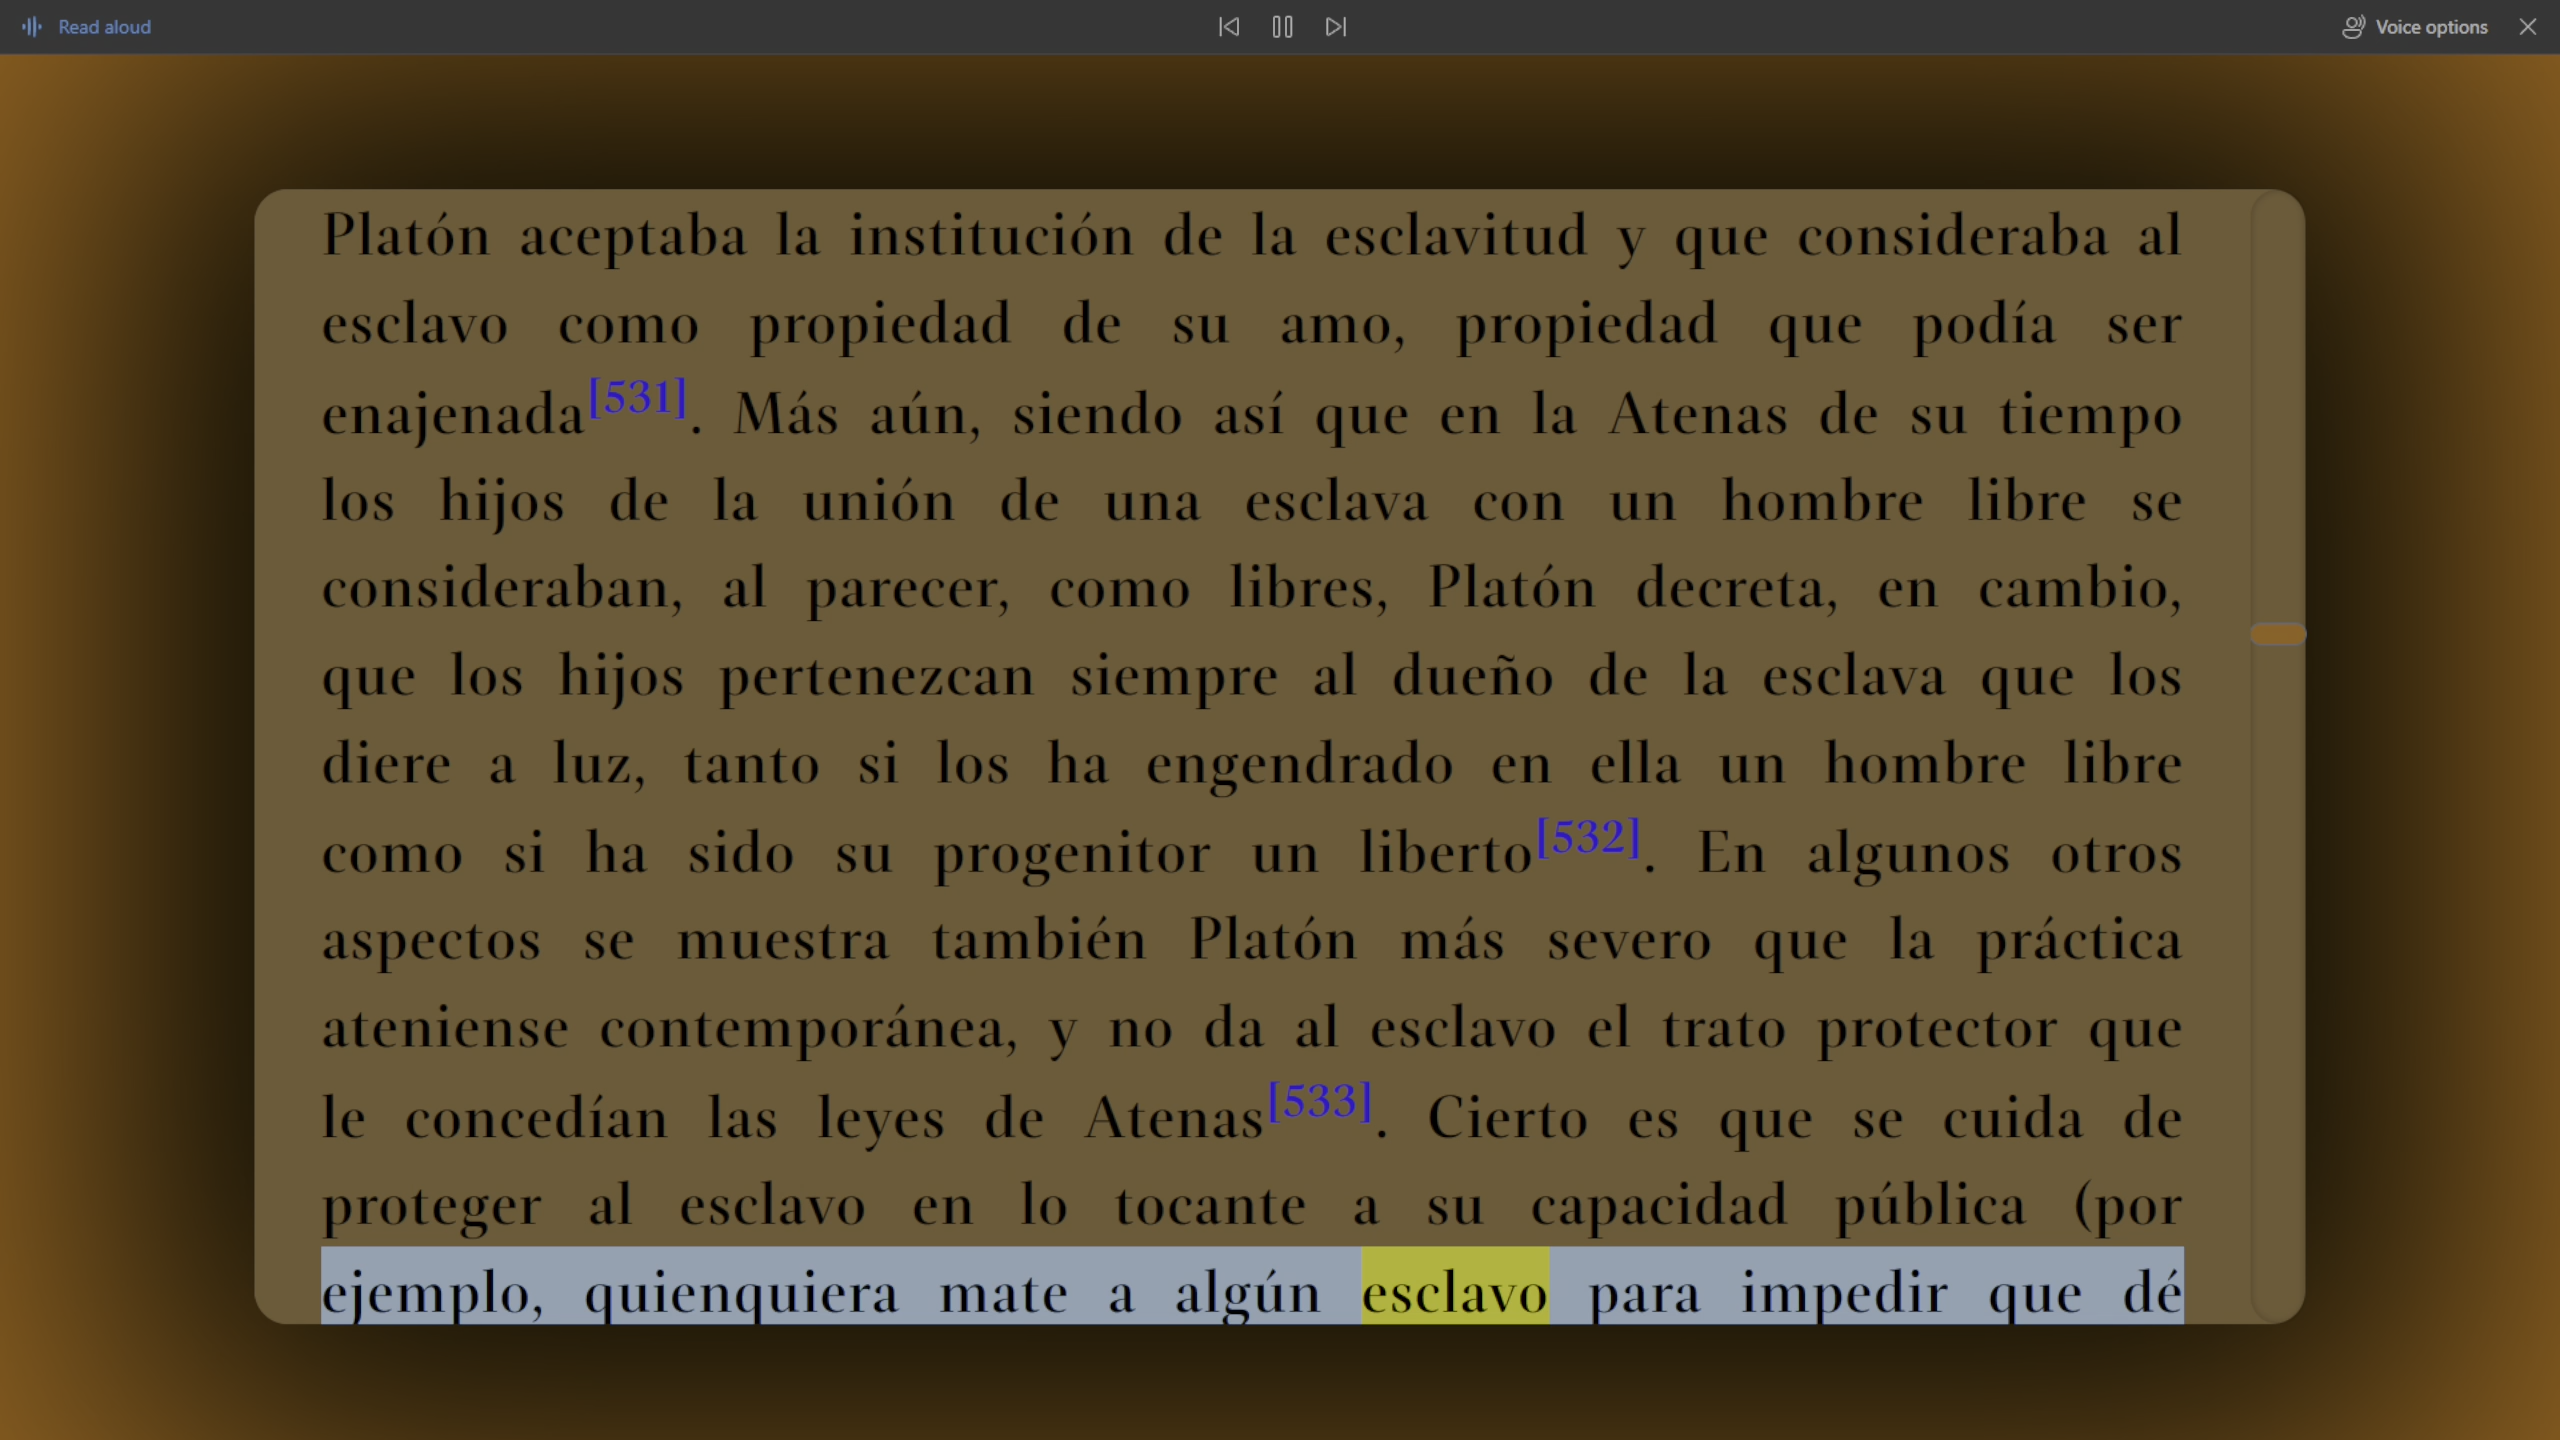 Read aloud
Voice options
Platón aceptaba la institución de la esclavitud y que consideraba al
esclavo como propiedad de su amo, propiedad que podía ser
enajenada[531]. Más aún, siendo así que en la Atenas de su tiempo
los hijos de la unión de una esclava con un hombre libre se
consideraban, al parecer, como libres, Platón decreta, en cambio,
que los hijos pertenezcan siempre al dueño de la esclava que los
diere a luz, tanto si los ha engendrado en ella un hombre libre
como si ha sido su progenitor un liberto[532]. En algunos otros
aspectos se muestra también Platón más severo que la práctica
ateniense contemporánea, y no da al esclavo el trato protector que
le concedían las leyes de Atenas[533]. Cierto es que se cuida de
proteger al esclavo en lo tocante a su capacidad pública (por
ejemplo, quienquiera mate a algún esclavo para impedir que dé